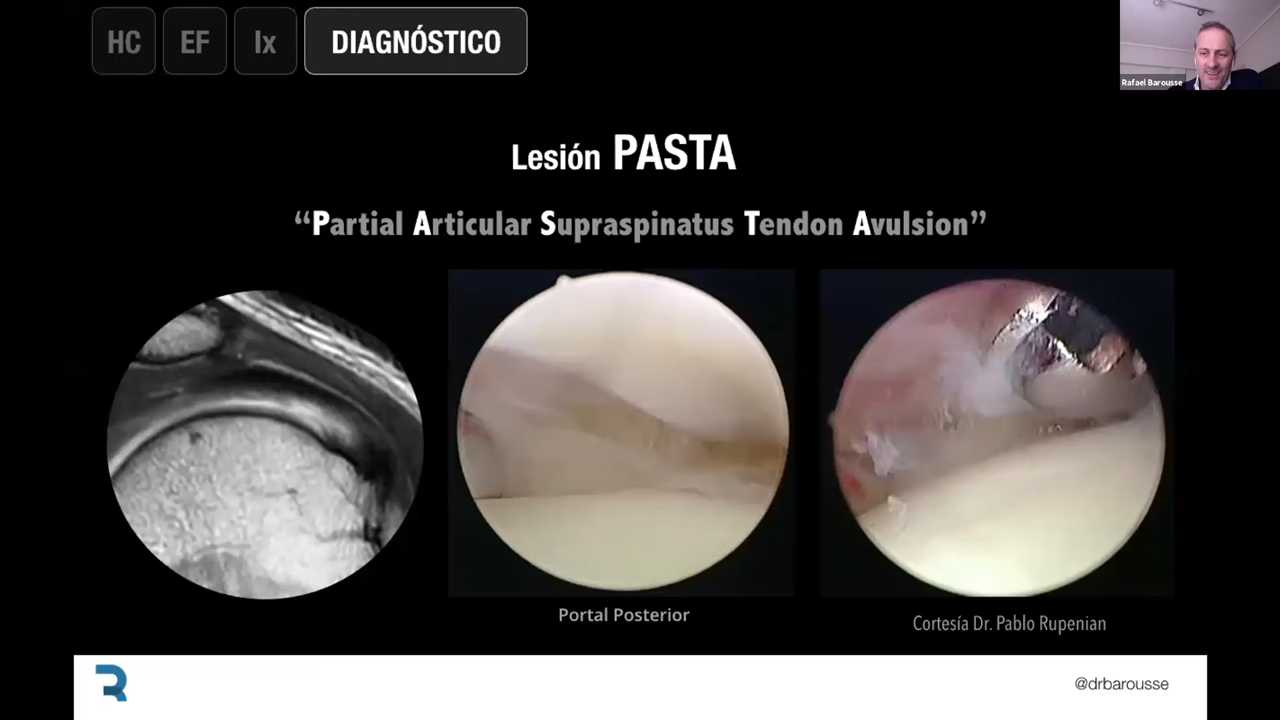 HC EF Ix DIAGNÓSTICO
Rafael Barousse
Lesión PASTA
“Partial Articular Supraspinatus Tendon Avulsion”
Portal Posterior
Cortesía Dr. Pablo Rupenian
@drbarousse